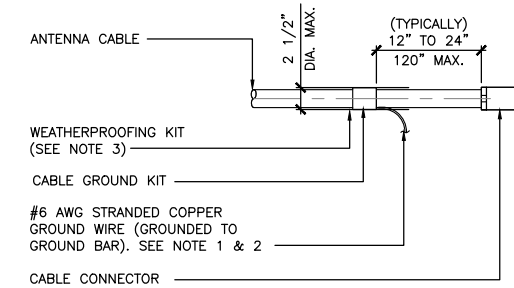 ANTENNA CABLE
2 1/2"
DIA. MAX.
(TYPICALLY)
12" TO 24"
120" MAX.
WEATHERPROOFING KIT
(SEE NOTE 3)
CABLE GROUND KIT
#6 AWG STRANDED COPPER
GROUND WIRE (GROUNDED TO
GROUND BAR). SEE NOTE 1 & 2
CABLE CONNECTOR